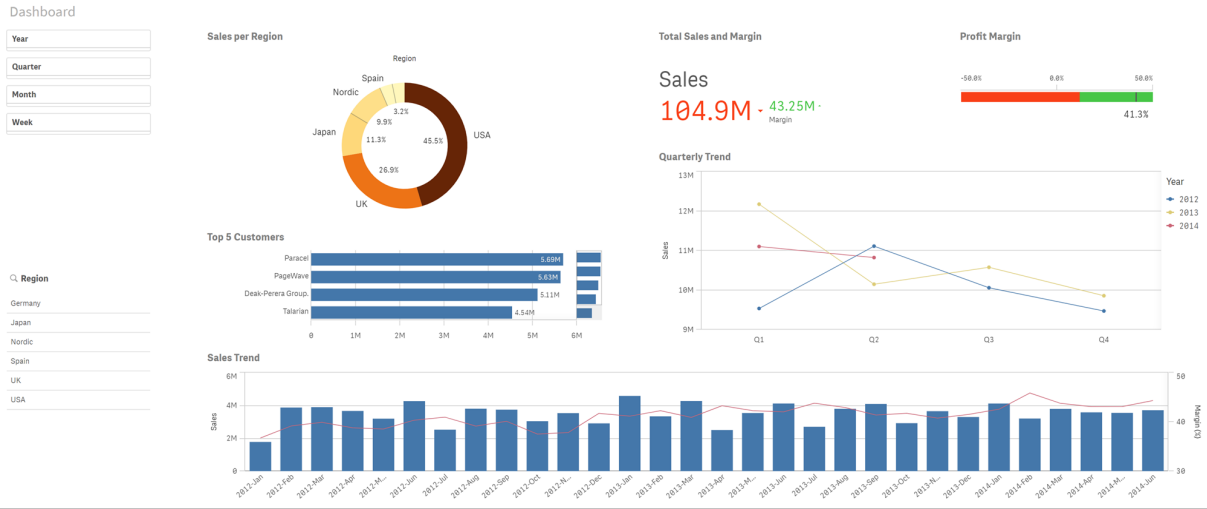 Dashboard
Year
Quarter
Month
Week
Region
Germany
Japan
Nordic
Spain
UK
USA
Sales per Region
Region
Spain
Nordic
Japan
UK
USA
3.2%
9.9%
11.3%
26.9%
45.5%
Total Sales and Margin
Sales
104.9M
43.25M
Margin
Profit Margin
-50.0% 0.0% 50.0%
41.3%
Top 5 Customers
Paracel 5.69M
PageWave 5.63M
Deak-Perera Group. 5.11M
Talarian 4.54M
0 1M 2M 3M 4M 5M 6M
Quarterly Trend
Sales
13M
12M
11M
10M
9M
Q1 Q2 Q3 Q4
Year
2012
2013
2014
Sales Trend
Sales
6M
4M
2M
0
50
40
30
Margin (%)
2012-Jan 2012-Feb 2012-Mar 2012-Apr 2012-M... 2012-Jun 2012-Jul 2012-Aug 2012-Sep 2012-Oct 2012-N... 2012-Dec 2013-Jan 2013-Feb 2013-Mar 2013-Apr 2013-M... 2013-Jun 2013-Jul 2013-Aug 2013-Sep 2013-Oct 2013-N... 2013-Dec 2014-Jan 2014-Feb 2014-Mar 2014-Apr 2014-M... 2014-Jun